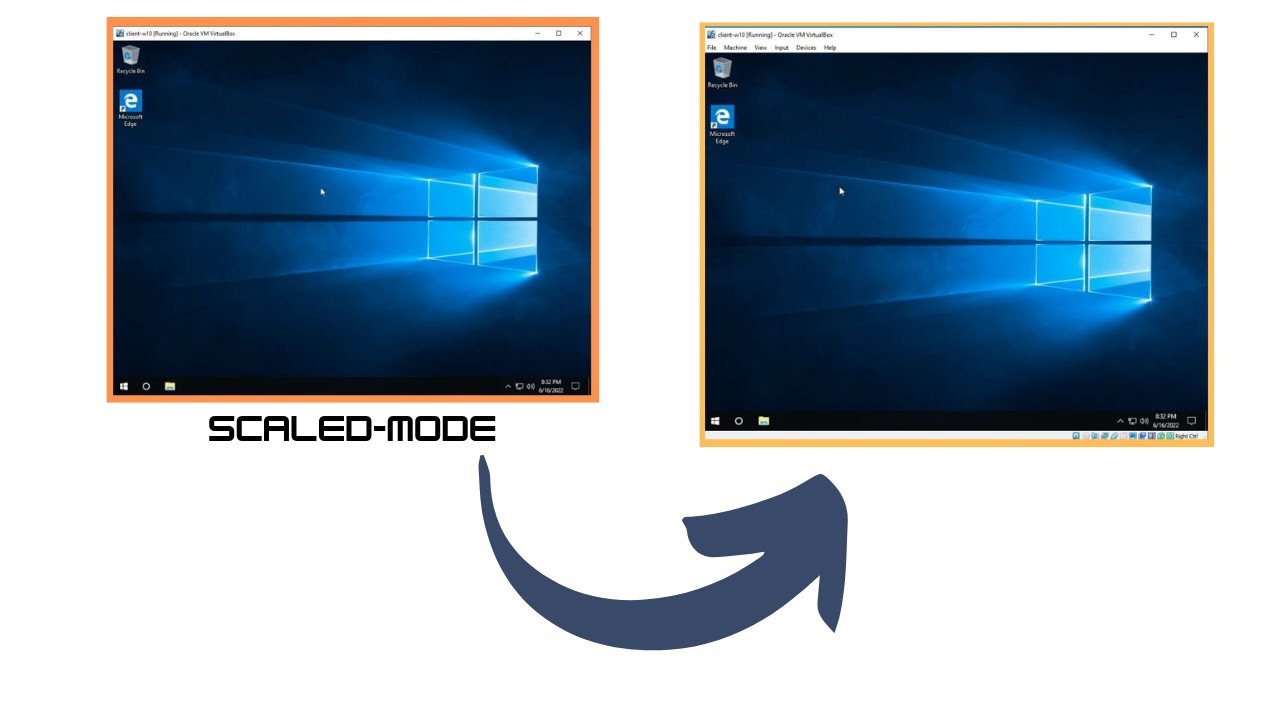 client-w10 [Running] - Oracle VM VirtualBox
Recycle Bin
Microsoft
Edge
8:32 PM
6/16/2022
SCALED-MODE
client-w10 [Running] - Oracle VM VirtualBox
File Machine View Input Devices Help
Recycle Bin
Microsoft
Edge
8:32 PM
6/16/2022
Right Ctrl